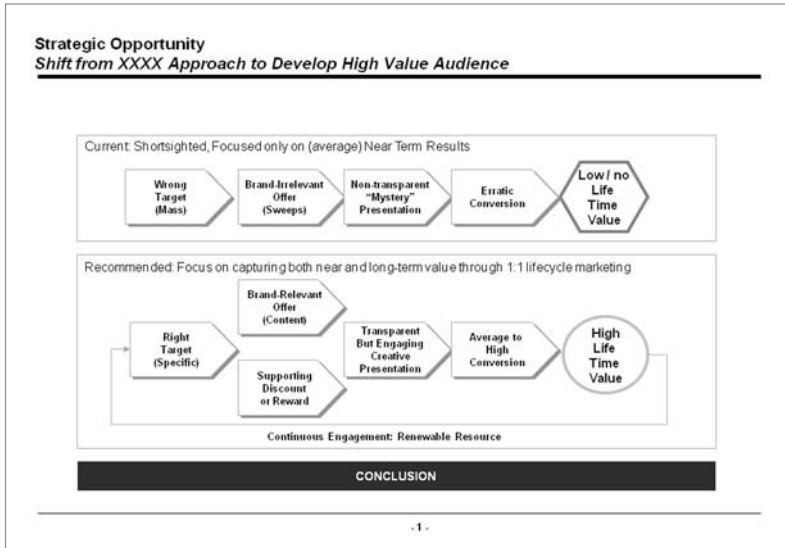 Strategic Opportunity
Shift from XXXX Approach to Develop High Value Audience
Current: Shortsighted, Focused only on (average) Near Term Results
Wrong
Target
(Mass)
Brand-Irrelevant
Offer
(Sweeps)
Non-transparent
“Mystery”
Presentation
Erratic
Conversion
Low / no
Life
Time
Value
Recommended: Focus on capturing both near and long-term value through 1:1 lifecycle marketing
Right
Target
(Specific)
Brand-Relevant
Offer
(Content)
Supporting
Discount
or Reward
Transparent
But Engaging
Creative
Presentation
Average to
High
Conversion
High
Life
Time
Value
Continuous Engagement: Renewable Resource
CONCLUSION
- 1 -